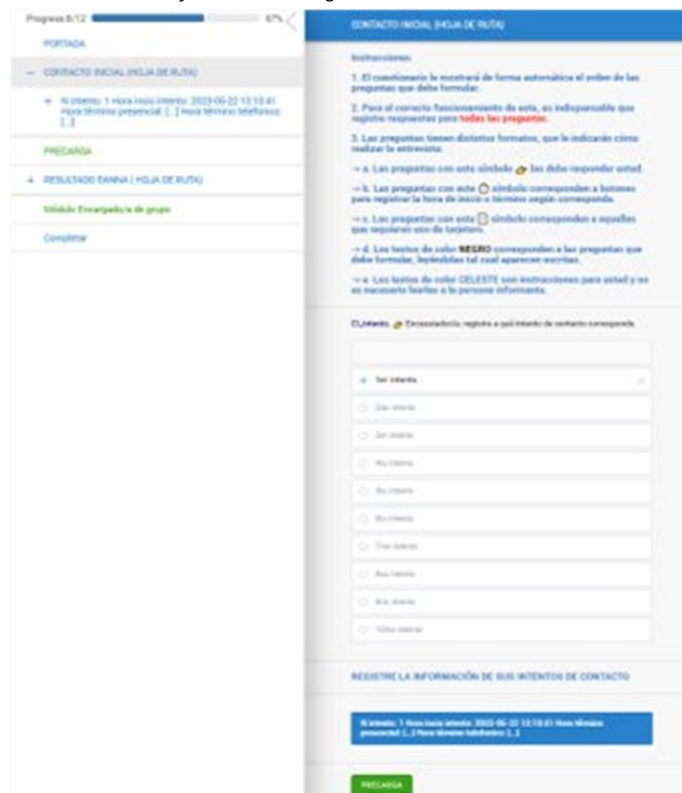 Progreso 8/12 67%
PORTADA
– CONTACTO INICIAL (HOJA DE RUTA)
+ N intento: 1 Hora inicio intento: 2023-06-22 13:18:41
Hora término presencial: [...] Hora término telefónico:
[...]
PRECARGA
+ RESULTADO EANNA ( HOJA DE RUTA)
Módulo Encargado/a de grupo
Completar
CONTACTO INICIAL (HOJA DE RUTA)
Instrucciones
1. El cuestionario le mostrará de forma automática el orden de las
preguntas que debe formular.
2. Para el correcto funcionamiento de este, es indispensable que
registre respuestas para todas las preguntas.
3. Las preguntas tienen distintos formatos, que le indicarán cómo
realizar la entrevista:
→ a. Las preguntas con este símbolo las debe responder usted.
→ b. Las preguntas con este símbolo corresponden a botones
para registrar la hora de inicio o término según corresponda.
→ c. Las preguntas con este símbolo corresponden a aquellas
que requieren uso de tarjetero.
→ d. Los textos de color NEGRO corresponden a las preguntas que
debe formular, leyéndolas tal cual aparecen escritas.
→ e. Los textos de color CELESTE son instrucciones para usted y no
es necesario leerlos a la persona informante.
Encuestador/a: registre a qué intento de contacto corresponde.
1er intento
2do intento
3er intento
4to intento
5to intento
6to intento
7mo intento
8vo intento
9no intento
10mo intento
REGISTRE LA INFORMACIÓN DE SUS INTENTOS DE CONTACTO
N intento: 1 Hora inicio intento: 2023-06-22 13:18:41 Hora término
presencial: [...] Hora término telefónico: [...]
PRECARGA